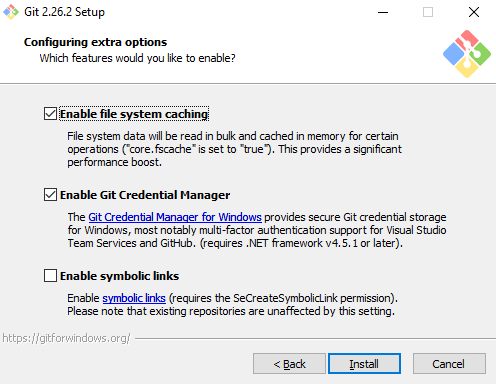 Git 2.26.2 Setup
Configuring extra options
Which features would you like to enable?
Enable file system caching
File system data will be read in bulk and cached in memory for certain
operations ("core.fscache" is set to "true"). This provides a significant
performance boost.
Enable Git Credential Manager
The Git Credential Manager for Windows provides secure Git credential storage
for Windows, most notably multi-factor authentication support for Visual Studio
Team Services and GitHub. (requires .NET framework v4.5.1 or later).
Enable symbolic links
Enable symbolic links (requires the SeCreateSymbolicLink permission).
Please note that existing repositories are unaffected by this setting.
https://gitforwindows.org/
< Back
Install
Cancel